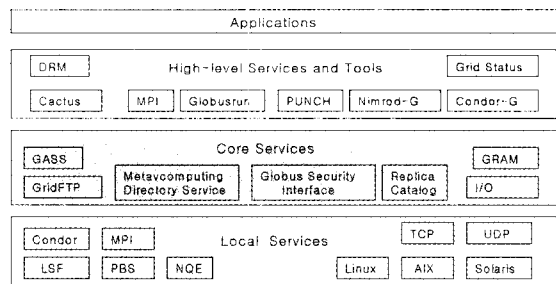 Applications
DRM
High-level Services and Tools
Grid Status
Cactus
MPI
Globusrun
PUNCH
Nimrod-G
Condor-G
Core Services
GASS
GRAM
GridFTP
Metavcomputing
Directory Service
Globus Security
Interface
Replica
Catalog
I/O
Local Services
Condor
MPI
TCP
UDP
LSF
PBS
NQE
Linux
AIX
Solaris